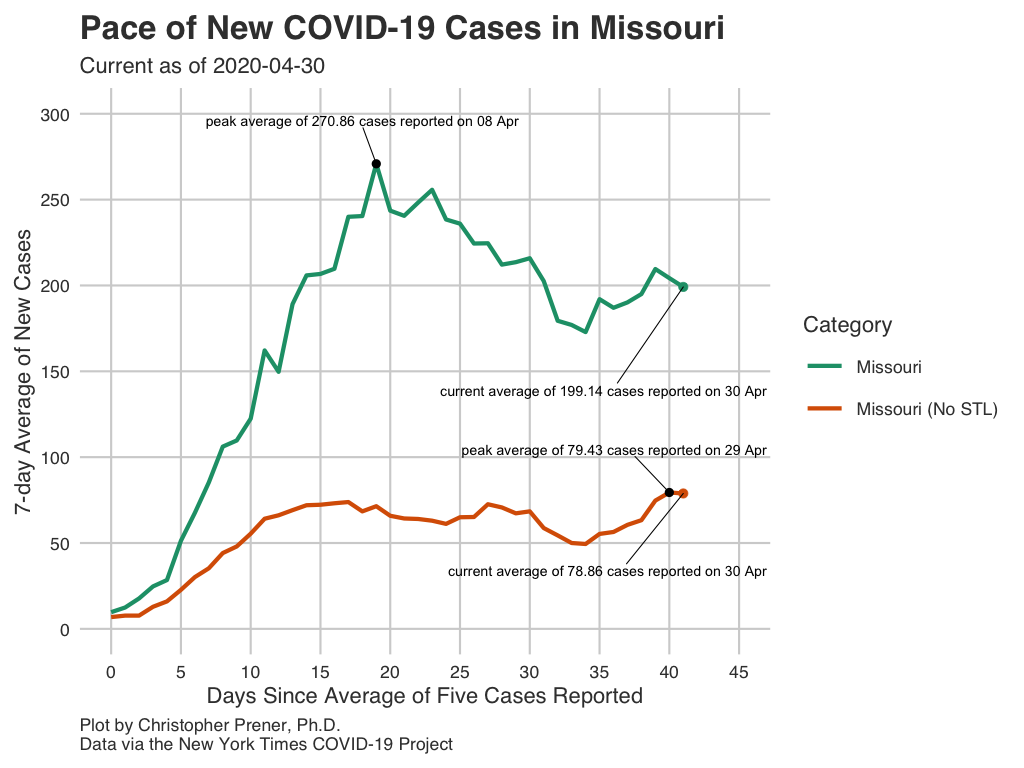 Pace of New COVID-19 Cases in Missouri
Current as of 2020-04-30
7-day Average of New Cases
300
250
200
150
100
50
0
peak average of 270.86 cases reported on 08 Apr
current average of 199.14 cases reported on 30 Apr
peak average of 79.43 cases reported on 29 Apr
current average of 78.86 cases reported on 30 Apr
0 5 10 15 20 25 30 35 40 45
Days Since Average of Five Cases Reported
Category
Missouri
Missouri (No STL)
Plot by Christopher Prener, Ph.D.
Data via the New York Times COVID-19 Project